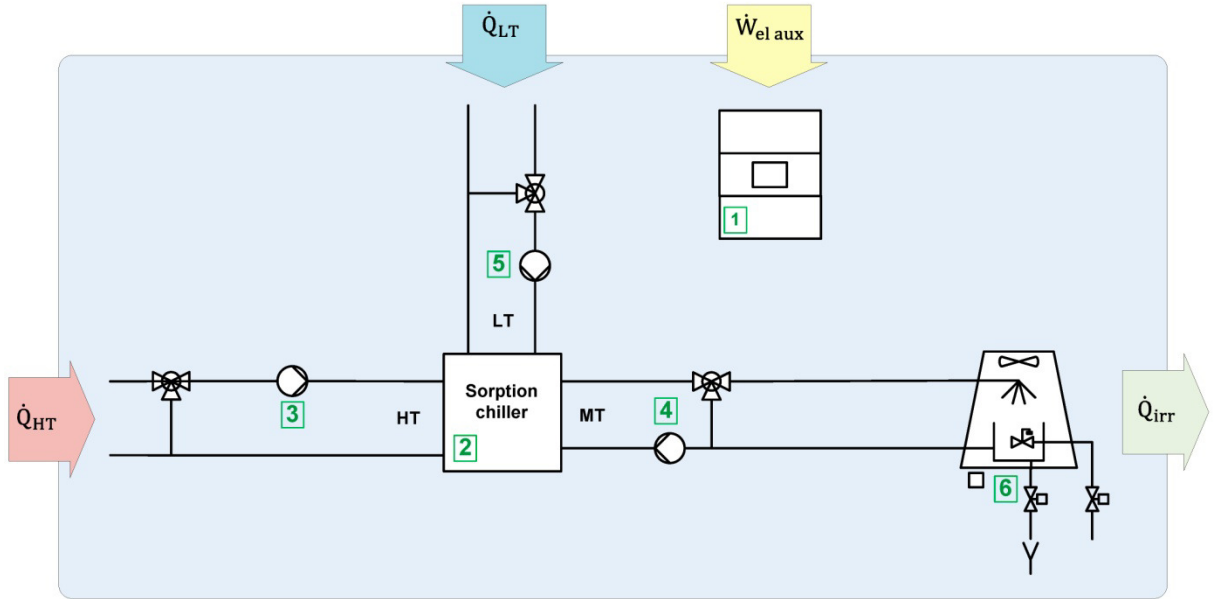 Q̇LT
Ẇel aux
1
5
LT
Sorption
chiller
2
Q̇HT
3
HT
MT
4
6
Q̇irr